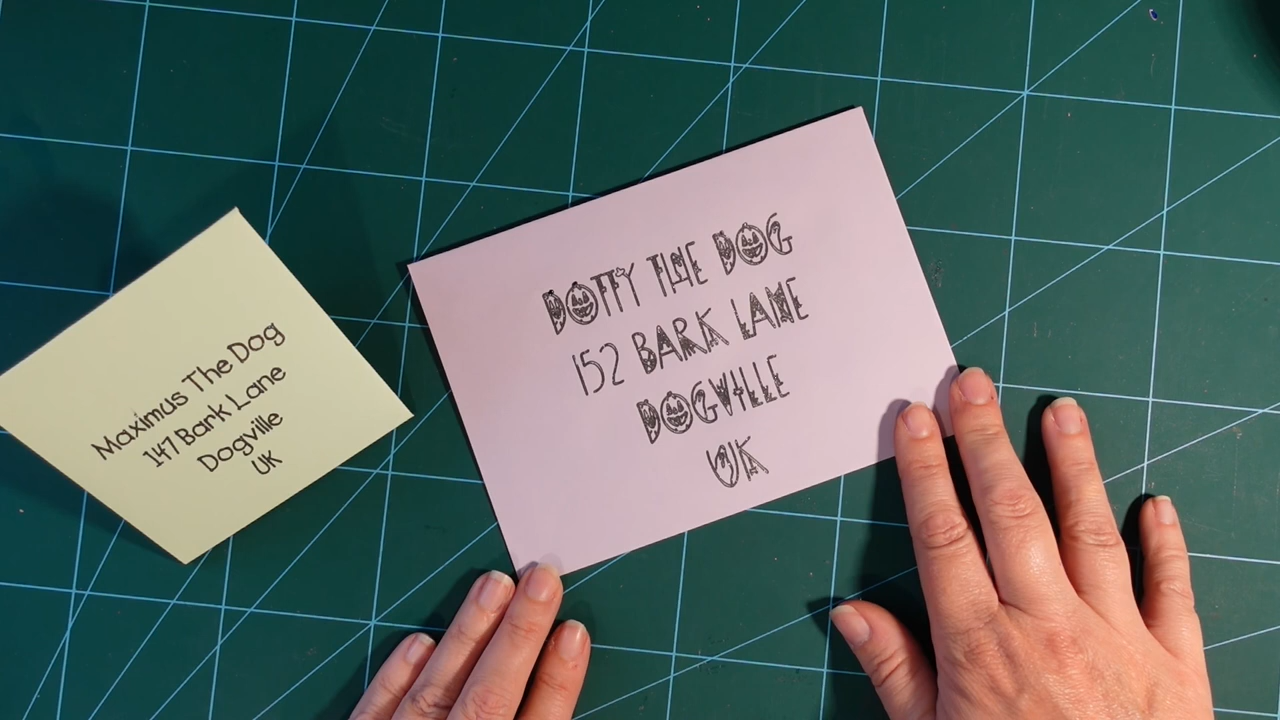 Maximus The Dog
147 Bark Lane
Dogville
UK
DOTTY THE DOG
152 BARK LANE
DOGVILLE
UK